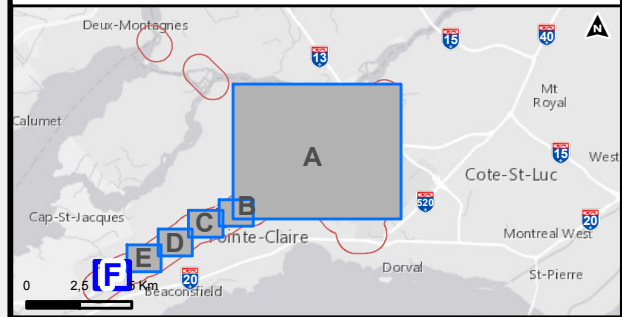 Deux-Montagnes
15
40
N
13
Mt
Royal
Calumet
A
15
West
Cote-St-Luc
520
B
C
Cap-St-Jacques
20
D
Pointe-Claire
Montreal West
E
F
Dorval
St-Pierre
20
0 2,5 5 Km
Beaconsfield